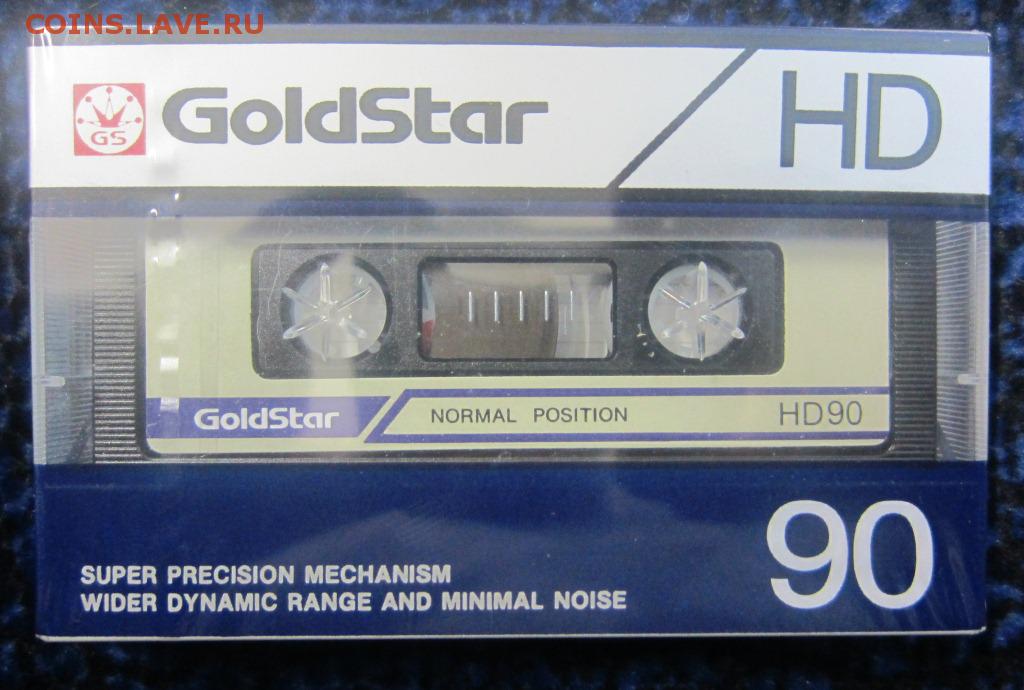 COINS.LAVE.RU
GS
GoldStar
HD
GoldStar
NORMAL POSITION
HD90
SUPER PRECISION MECHANISM
WIDER DYNAMIC RANGE AND MINIMAL NOISE
90